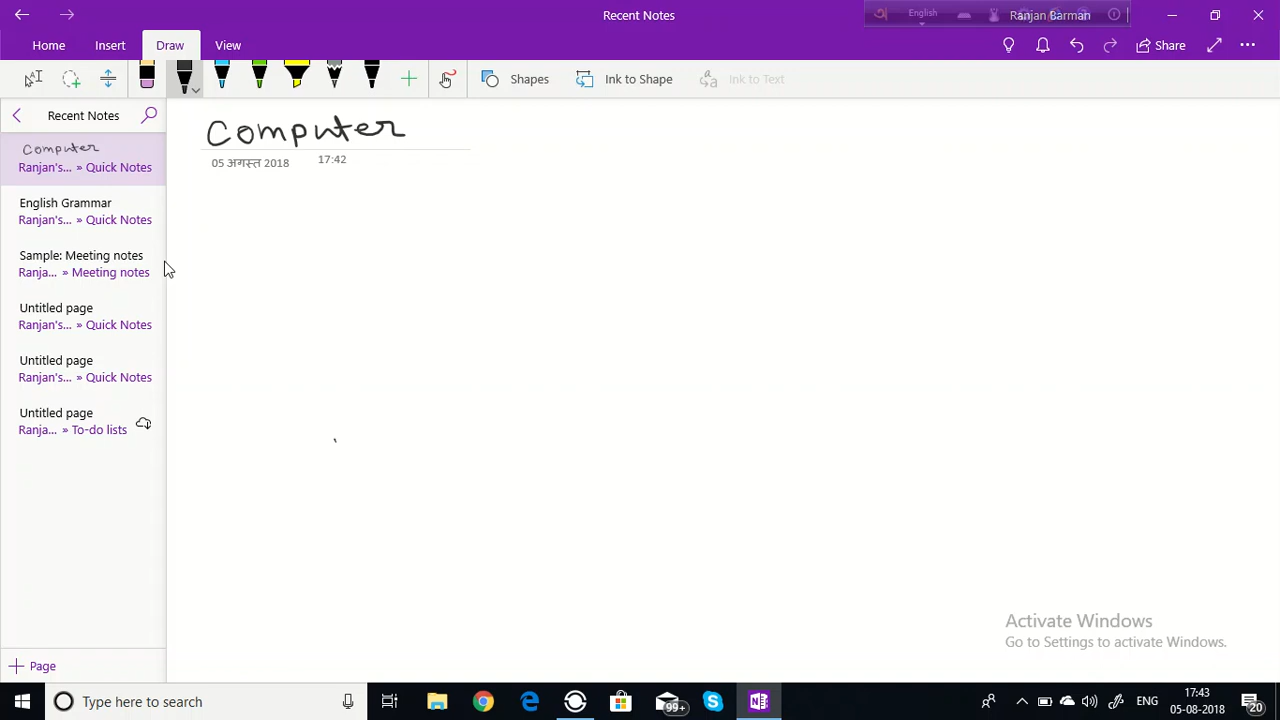 Recent Notes
English
Ranjan Barman
Home Insert Draw View
Share
Shapes
Ink to Shape
Ink to Text
Recent Notes
Computer
Ranjan's... » Quick Notes
English Grammar
Ranjan's... » Quick Notes
Sample: Meeting notes
Ranja... » Meeting notes
Untitled page
Ranjan's... » Quick Notes
Untitled page
Ranjan's... » Quick Notes
Untitled page
Ranja... » To-do lists
Page
Computer
05 अगस्त 2018 17:42
Activate Windows
Go to Settings to activate Windows.
Type here to search
99+
ENG
17:43
05-08-2018
20